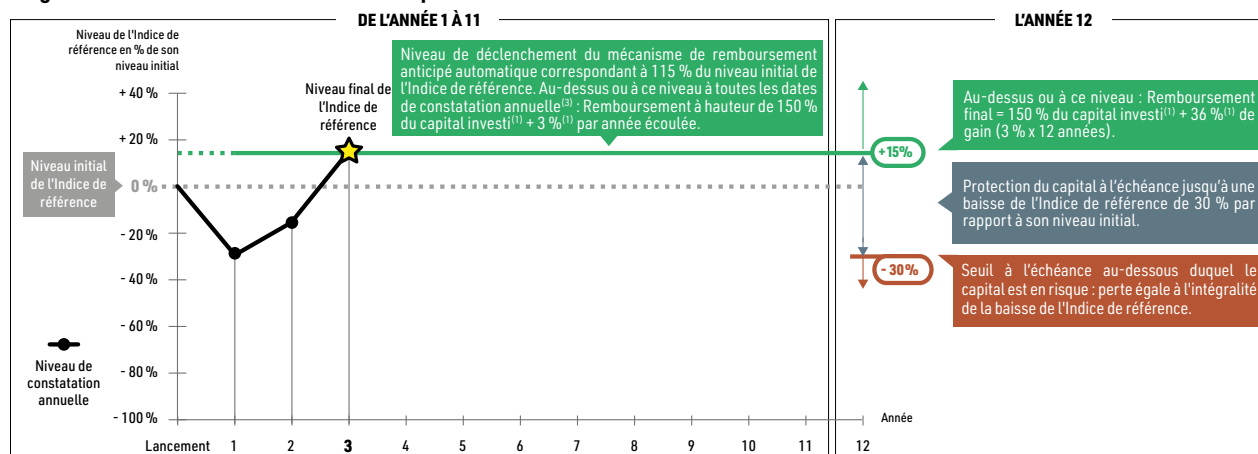 DE L'ANNÉE 1 À 11
L'ANNÉE 12
Niveau de l'Indice de
référence en % de son
niveau initial
+ 40 %
+ 20 %
0 %
- 20 %
- 40 %
- 60 %
- 80 %
- 100 %
Niveau initial
de l'Indice de
référence
Niveau final de
l'Indice de
référence
Niveau de déclenchement du mécanisme de remboursement
anticipé automatique correspondant à 115 % du niveau initial de
l'Indice de référence. Au-dessus ou à ce niveau à toutes les dates
de constatation annuelle(3) : Remboursement à hauteur de 150 %
du capital investi(1) + 3 %(1) par année écoulée.
+15%
Au-dessus ou à ce niveau : Remboursement
final = 150 % du capital investi(1) + 36 %(1) de
gain (3 % x 12 années).
Protection du capital à l'échéance jusqu'à une
baisse de l'Indice de référence de 30 % par
rapport à son niveau initial.
- 30%
Seuil à l'échéance au-dessous duquel le
capital est en risque : perte égale à l'intégralité
de la baisse de l'Indice de référence.
Niveau de
constatation
annuelle
Année
Lancement 1 2 3 4 5 6 7 8 9 10 11 12